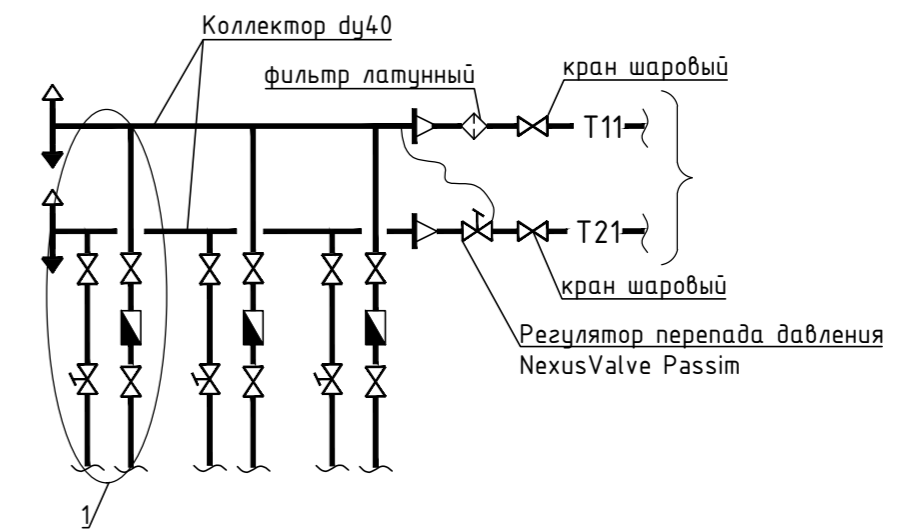 Коллектор dy40
фильтр латунный
кран шаровый
T11
T21
кран шаровый
Регулятор перепада давления
NexusValve Passim
1